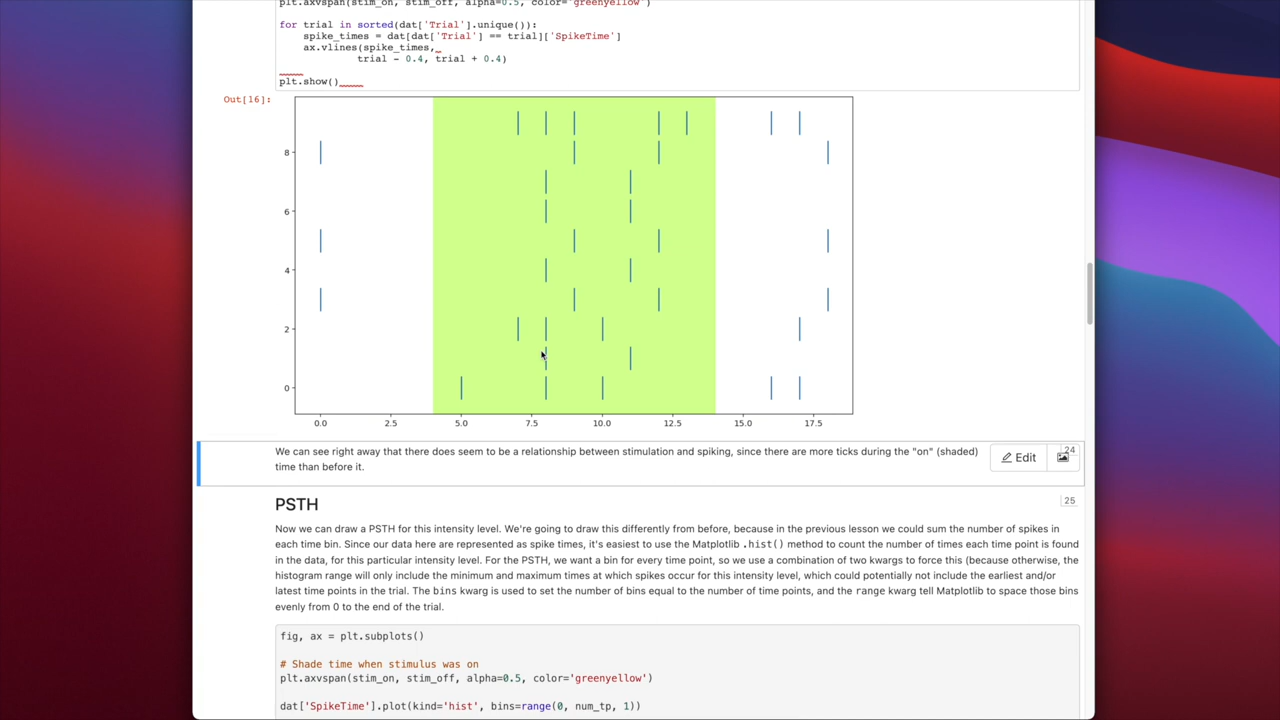 plt.axvspan(stim_on, stim_off, alpha=0.5, color='greenyellow')
for trial in sorted(dat['Trial'].unique()):
spike_times = dat[dat['Trial'] == trial]['SpikeTime']
ax.vlines(spike_times,
trial - 0.4, trial + 0.4)
plt.show()
Out[16]:
8
6
4
2
0
0.0 2.5 5.0 7.5 10.0 12.5 15.0 17.5
We can see right away that there does seem to be a relationship between stimulation and spiking, since there are more ticks during the "on" (shaded)
time than before it.
Edit
24
PSTH
25
Now we can draw a PSTH for this intensity level. We're going to draw this differently from before, because in the previous lesson we could sum the number of spikes in
each time bin. Since our data here are represented as spike times, it's easiest to use the Matplotlib .hist() method to count the number of times each time point is found
in the data, for this particular intensity level. For the PSTH, we want a bin for every time point, so we use a combination of two kwargs to force this (because otherwise, the
histogram range will only include the minimum and maximum times at which spikes occur for this intensity level, which could potentially not include the earliest and/or
latest time points in the trial. The bins kwarg is used to set the number of bins equal to the number of time points, and the range kwarg tell Matplotlib to space those bins
evenly from 0 to the end of the trial.
fig, ax = plt.subplots()
# Shade time when stimulus was on
plt.axvspan(stim_on, stim_off, alpha=0.5, color='greenyellow')
dat['SpikeTime'].plot(kind='hist', bins=range(0, num_tp, 1))